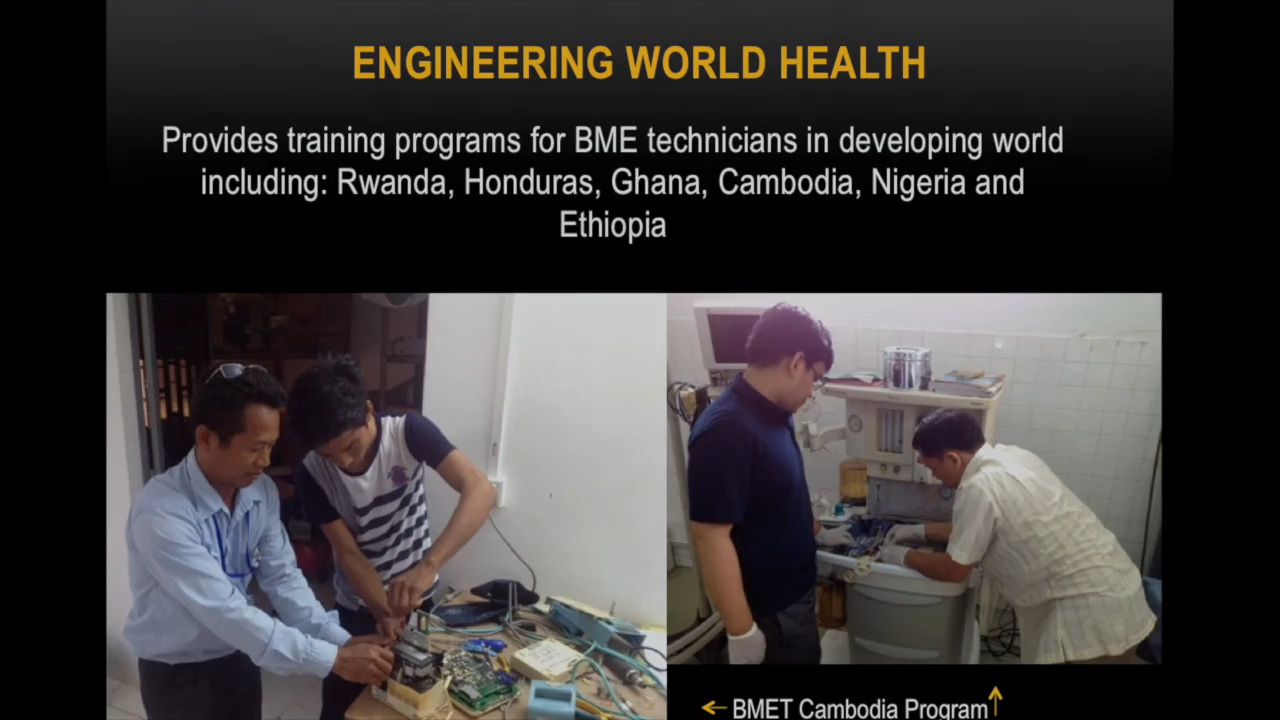 ENGINEERING WORLD HEALTH
Provides training programs for BME technicians in developing world
including: Rwanda, Honduras, Ghana, Cambodia, Nigeria and
Ethiopia
← BMET Cambodia Program↑